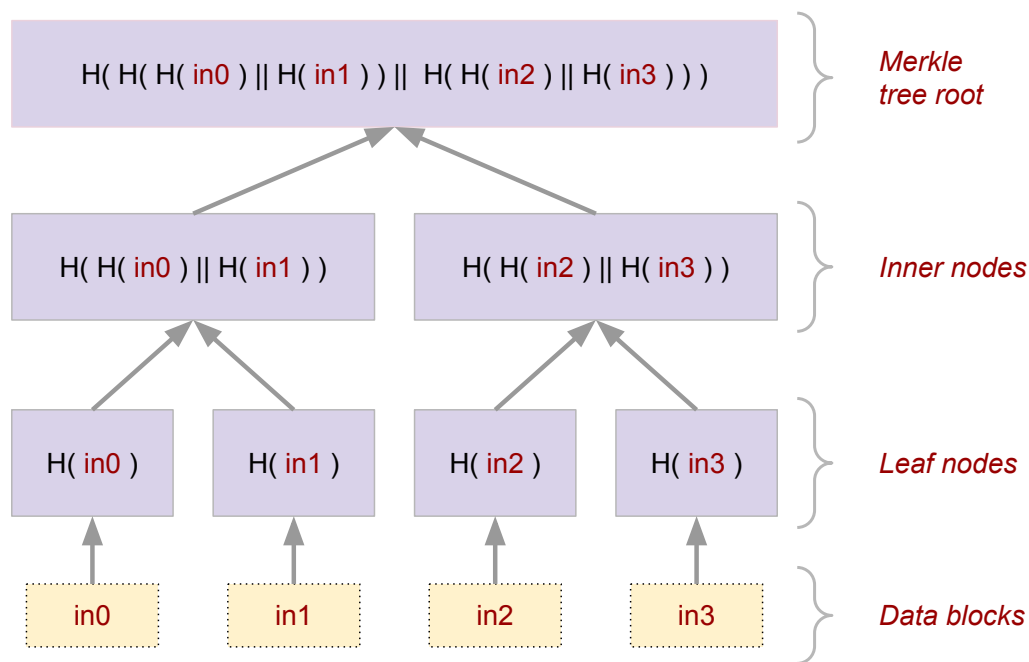 H( H( H( in0 ) || H( in1 ) ) || H( H( in2 ) || H( in3 ) ) )
Merkle
tree root
H( H( in0 ) || H( in1 ) )
H( H( in2 ) || H( in3 ) )
Inner nodes
H( in0 )
H( in1 )
H( in2 )
H( in3 )
Leaf nodes
in0
in1
in2
in3
Data blocks